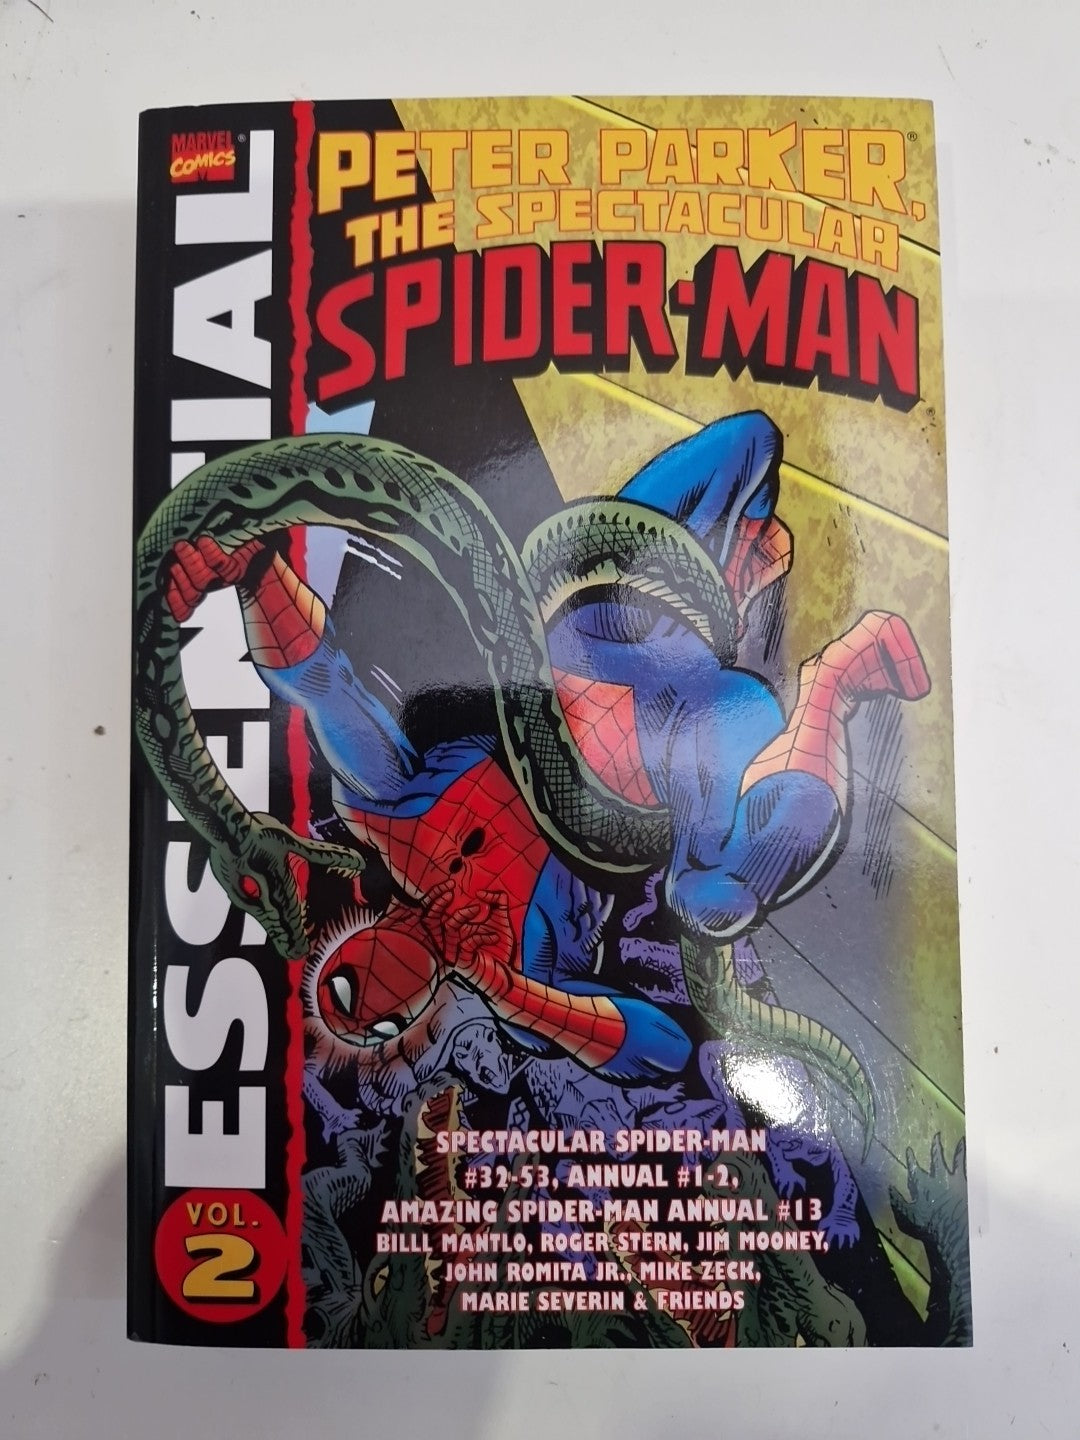 MARVEL
COMICS
ESSENTIAL
VOL.
2
PETER PARKER,
THE SPECTACULAR
SPIDER-MAN
SPECTACULAR SPIDER-MAN
#32-53, ANNUAL #1-2,
AMAZING SPIDER-MAN ANNUAL #13
BILLL MANTLO, ROGER STERN, JIM MOONEY,
JOHN ROMITA JR., MIKE ZECK,
MARIE SEVERIN & FRIENDS